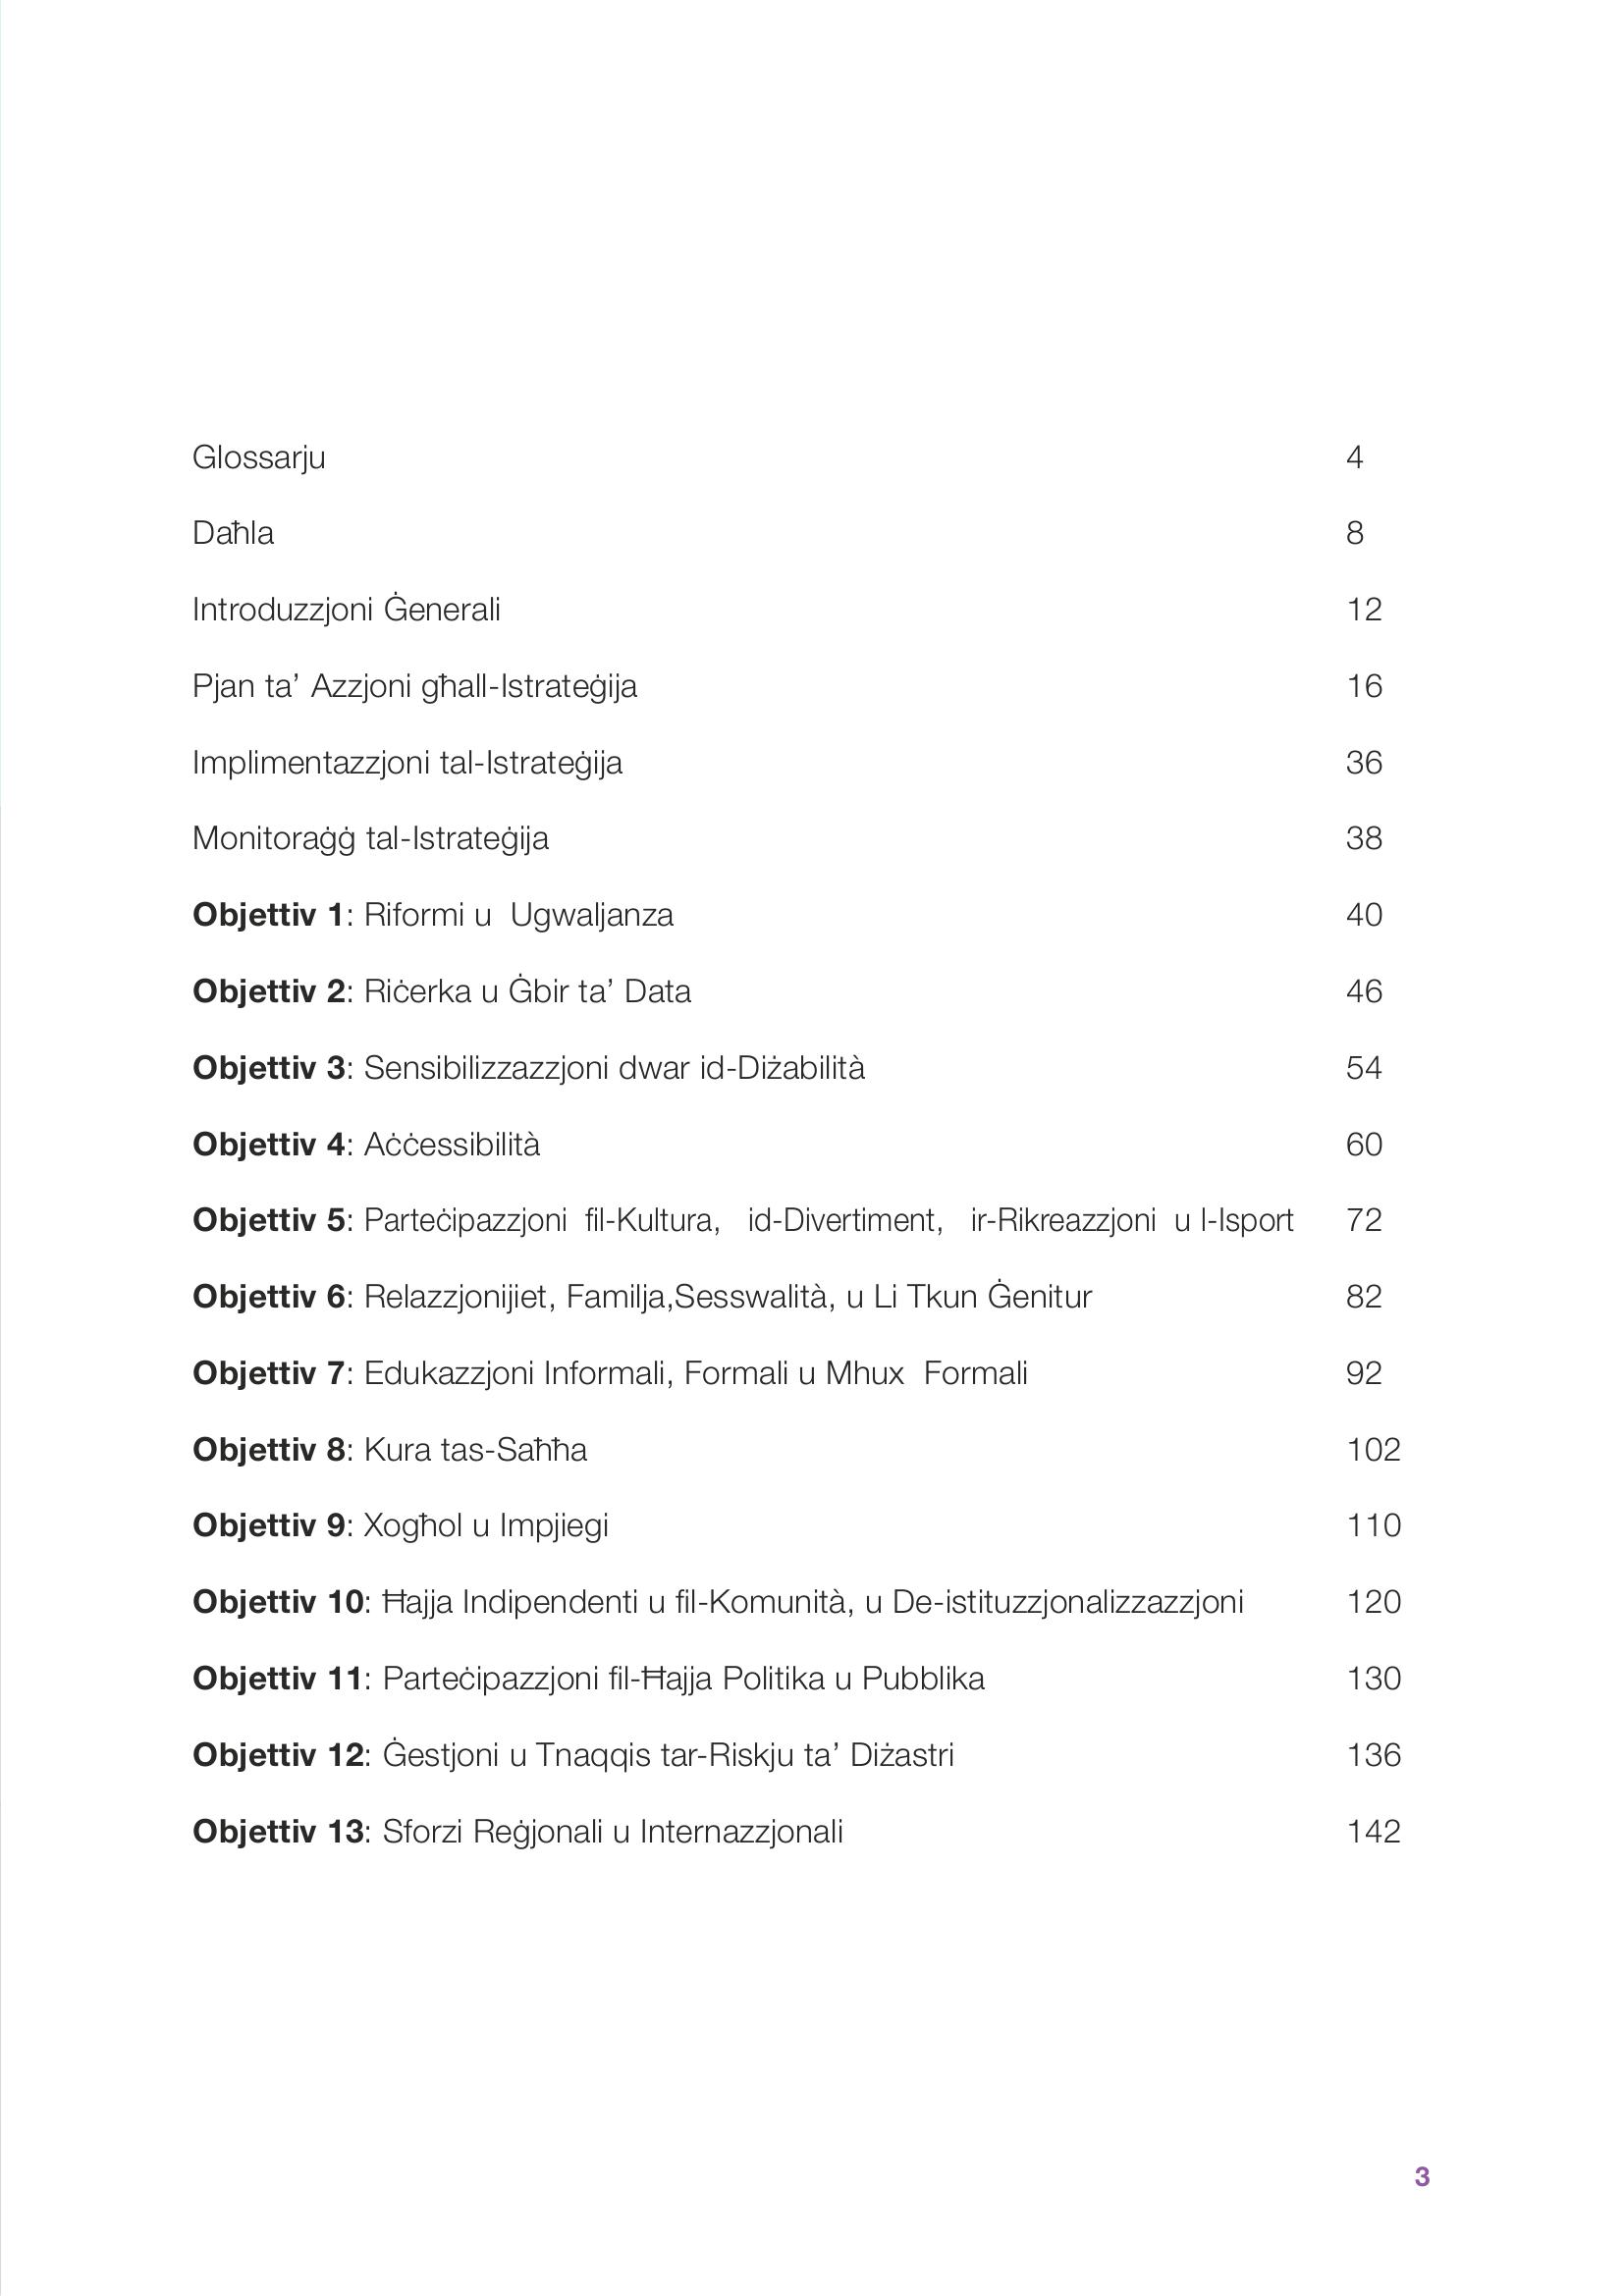 Glossarju 4
Daħla 8
Introduzzjoni Ġenerali 12
Pjan ta’ Azzjoni għall-Istrateġija 16
Implimentazzjoni tal-Istrateġija 36
Monitoraġġ tal-Istrateġija 38
Objettiv 1: Riformi u  Ugwaljanza 40
Objettiv 2: Riċerka u Ġbir ta’ Data 46
Objettiv 3: Sensibilizzazzjoni dwar id-Diżabilità 54
Objettiv 4: Aċċessibilità 60
Objettiv 5: Parteċipazzjoni  fil-Kultura,   id-Divertiment,   ir-Rikreazzjoni  u l-Isport 72
Objettiv 6: Relazzjonijiet, Familja,Sesswalità, u Li Tkun Ġenitur 82
Objettiv 7: Edukazzjoni Informali, Formali u Mhux  Formali 92
Objettiv 8: Kura tas-Saħħa 102
Objettiv 9: Xogħol u Impjiegi 110
Objettiv 10: Ħajja Indipendenti u fil-Komunità, u De-istituzzjonalizzazzjoni 120
Objettiv 11: Parteċipazzjoni fil-Ħajja Politika u Pubblika 130
Objettiv 12: Ġestjoni u Tnaqqis tar-Riskju ta’ Diżastri 136
Objettiv 13: Sforzi Reġjonali u Internazzjonali 142
3